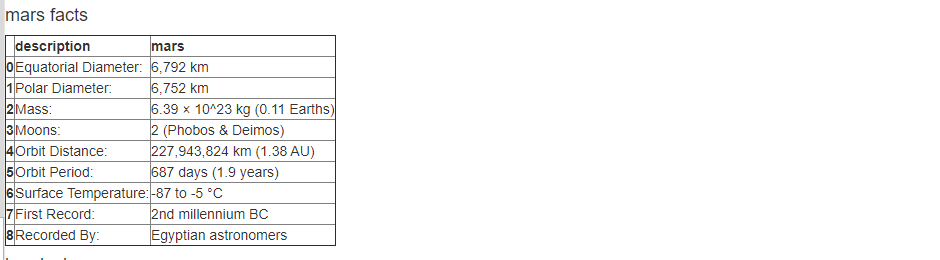 mars facts
description mars
0 Equatorial Diameter: 6,792 km
1 Polar Diameter: 6,752 km
2 Mass: 6.39 × 10^23 kg (0.11 Earths)
3 Moons: 2 (Phobos & Deimos)
4 Orbit Distance: 227,943,824 km (1.38 AU)
5 Orbit Period: 687 days (1.9 years)
6 Surface Temperature: -87 to -5 °C
7 First Record: 2nd millennium BC
8 Recorded By: Egyptian astronomers